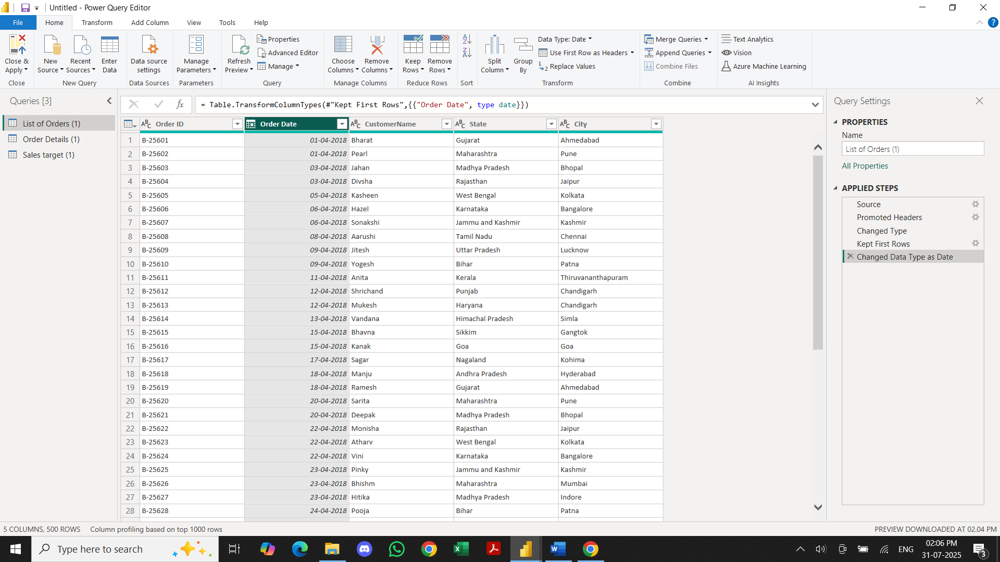 Untitled - Power Query Editor
File Home Transform Add Column View Tools Help
Close & Apply
Close
New Source
Recent Sources
Enter Data
New Query
Data source settings
Data Sources
Manage Parameters
Parameters
Refresh Preview
Properties
Advanced Editor
Manage
Query
Choose Columns
Remove Columns
Manage Columns
Keep Rows
Remove Rows
Reduce Rows
Sort
Split Column
Group By
Data Type: Date
Use First Row as Headers
Replace Values
Transform
Merge Queries
Append Queries
Combine Files
Combine
Text Analytics
Vision
Azure Machine Learning
AI Insights
Queries [3]
List of Orders (1)
Order Details (1)
Sales target (1)
fx = Table.TransformColumnTypes(#"Kept First Rows",{{"Order Date", type date}})
Order ID Order Date CustomerName State City
1 B-25601 01-04-2018 Bharat Gujarat Ahmedabad
2 B-25602 01-04-2018 Pearl Maharashtra Pune
3 B-25603 03-04-2018 Jahan Madhya Pradesh Bhopal
4 B-25604 03-04-2018 Divsha Rajasthan Jaipur
5 B-25605 05-04-2018 Kasheen West Bengal Kolkata
6 B-25606 06-04-2018 Hazel Karnataka Bangalore
7 B-25607 06-04-2018 Sonakshi Jammu and Kashmir Kashmir
8 B-25608 08-04-2018 Aarushi Tamil Nadu Chennai
9 B-25609 09-04-2018 Jitesh Uttar Pradesh Lucknow
10 B-25610 09-04-2018 Yogesh Bihar Patna
11 B-25611 11-04-2018 Anita Kerala Thiruvananthapuram
12 B-25612 12-04-2018 Shrichand Punjab Chandigarh
13 B-25613 12-04-2018 Mukesh Haryana Chandigarh
14 B-25614 13-04-2018 Vandana Himachal Pradesh Simla
15 B-25615 15-04-2018 Bhavna Sikkim Gangtok
16 B-25616 15-04-2018 Kanak Goa Goa
17 B-25617 17-04-2018 Sagar Nagaland Kohima
18 B-25618 18-04-2018 Manju Andhra Pradesh Hyderabad
19 B-25619 18-04-2018 Ramesh Gujarat Ahmedabad
20 B-25620 20-04-2018 Sarita Maharashtra Pune
21 B-25621 20-04-2018 Deepak Madhya Pradesh Bhopal
22 B-25622 22-04-2018 Monisha Rajasthan Jaipur
23 B-25623 22-04-2018 Atharv West Bengal Kolkata
24 B-25624 22-04-2018 Vini Karnataka Bangalore
25 B-25625 23-04-2018 Pinky Jammu and Kashmir Kashmir
26 B-25626 23-04-2018 Bhishm Maharashtra Mumbai
27 B-25627 23-04-2018 Hitika Madhya Pradesh Indore
28 B-25628 24-04-2018 Pooja Bihar Patna
Query Settings
PROPERTIES
Name
List of Orders (1)
All Properties
APPLIED STEPS
Source
Promoted Headers
Changed Type
Kept First Rows
Changed Data Type as Date
5 COLUMNS, 500 ROWS Column profiling based on top 1000 rows
PREVIEW DOWNLOADED AT 02.04 PM
Type here to search
ENG
02:06 PM
31-07-2025
3